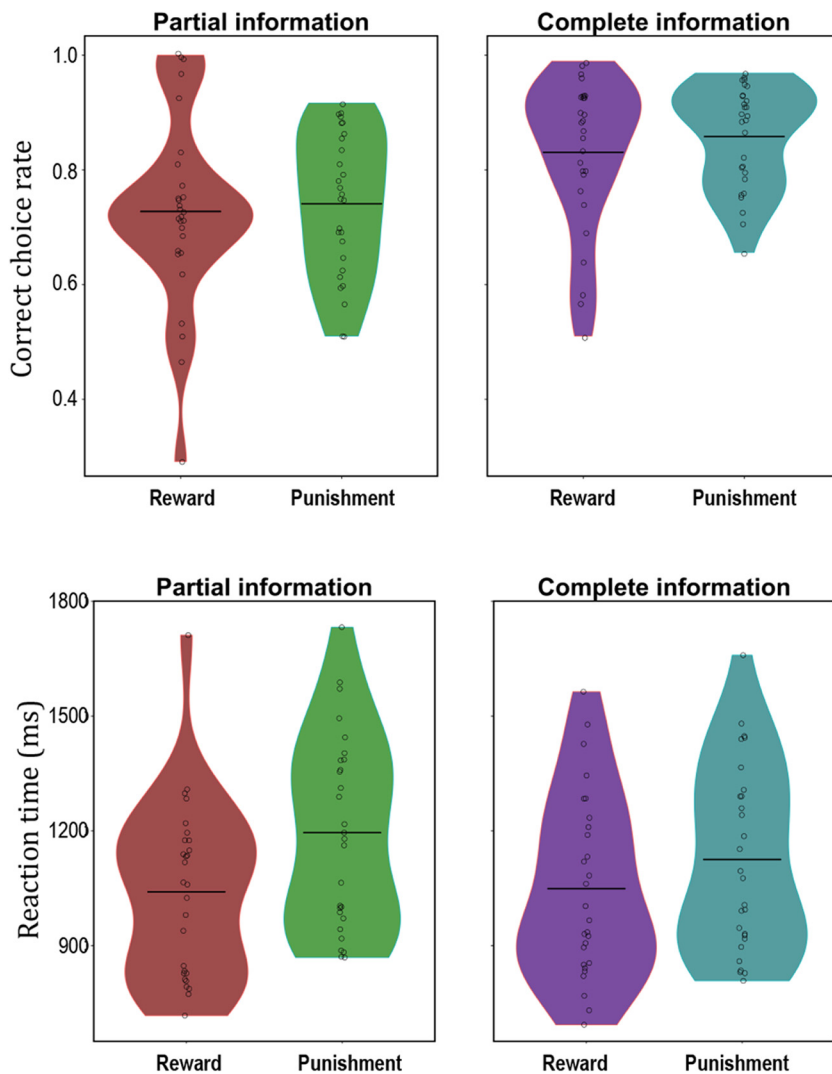 Partial information
Complete information
Correct choice rate
1.0
0.8
0.6
0.4
Reward
Punishment
Reward
Punishment
Partial information
Complete information
Reaction time (ms)
1800
1500
1200
900
Reward
Punishment
Reward
Punishment